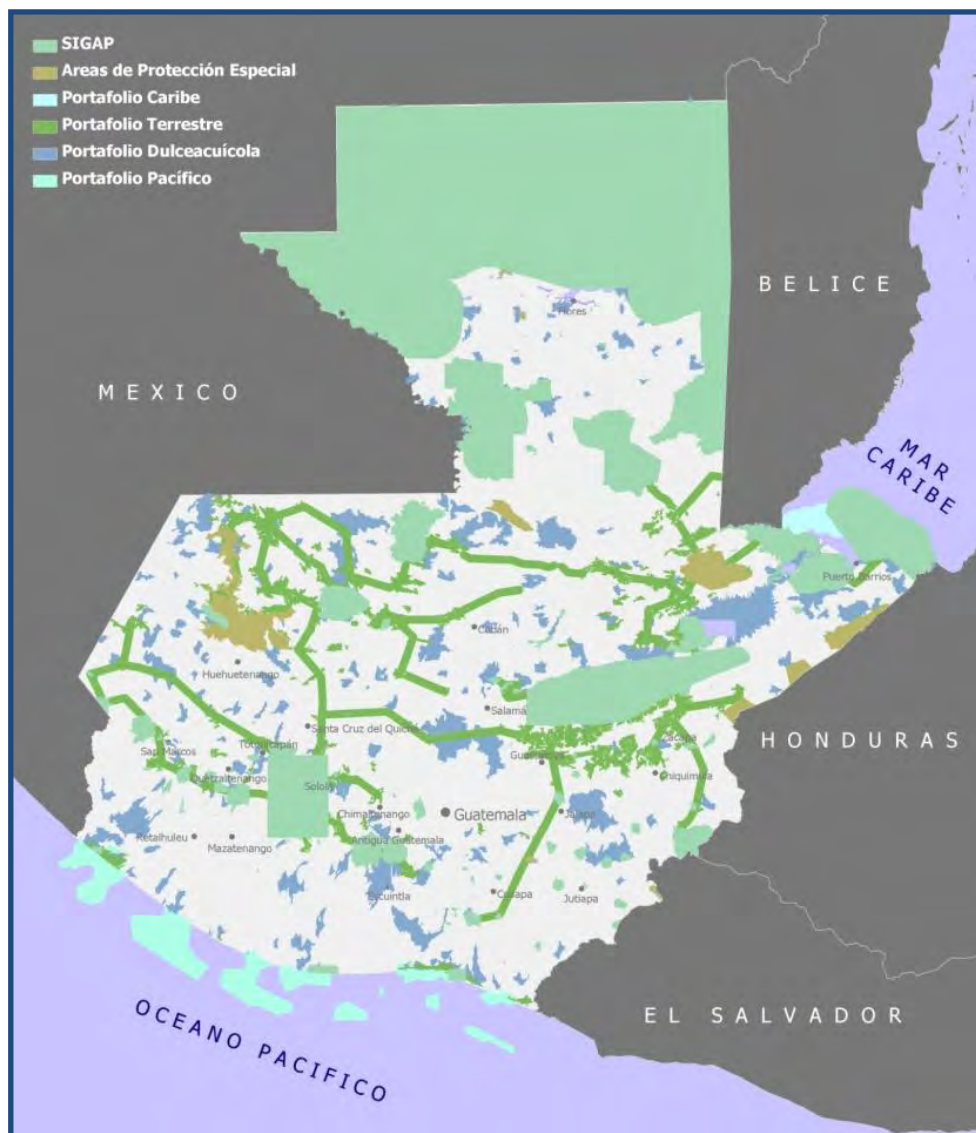 SIGAP
Areas de Protección Especial
Portafolio Caribe
Portafolio Terrestre
Portafolio Dulceacuícola
Portafolio Pacífico
BELICE
Flores
MEXICO
MAR
CARIBE
Puerto Barrios
Cobán
Huehuetenango
Salamá
Santa Cruz del Quiché
HONDURAS
San Marcos
Totonicapán
Zacapa
Guastatoya
Quetzaltenango
Chiquimula
Sololá
Chimaltenango
Guatemala
Jalapa
Retalhuleu
Mazatenango
Antigua Guatemala
Escuintla
Cuilapa
Jutiapa
OCEANO PACIFICO
EL SALVADOR